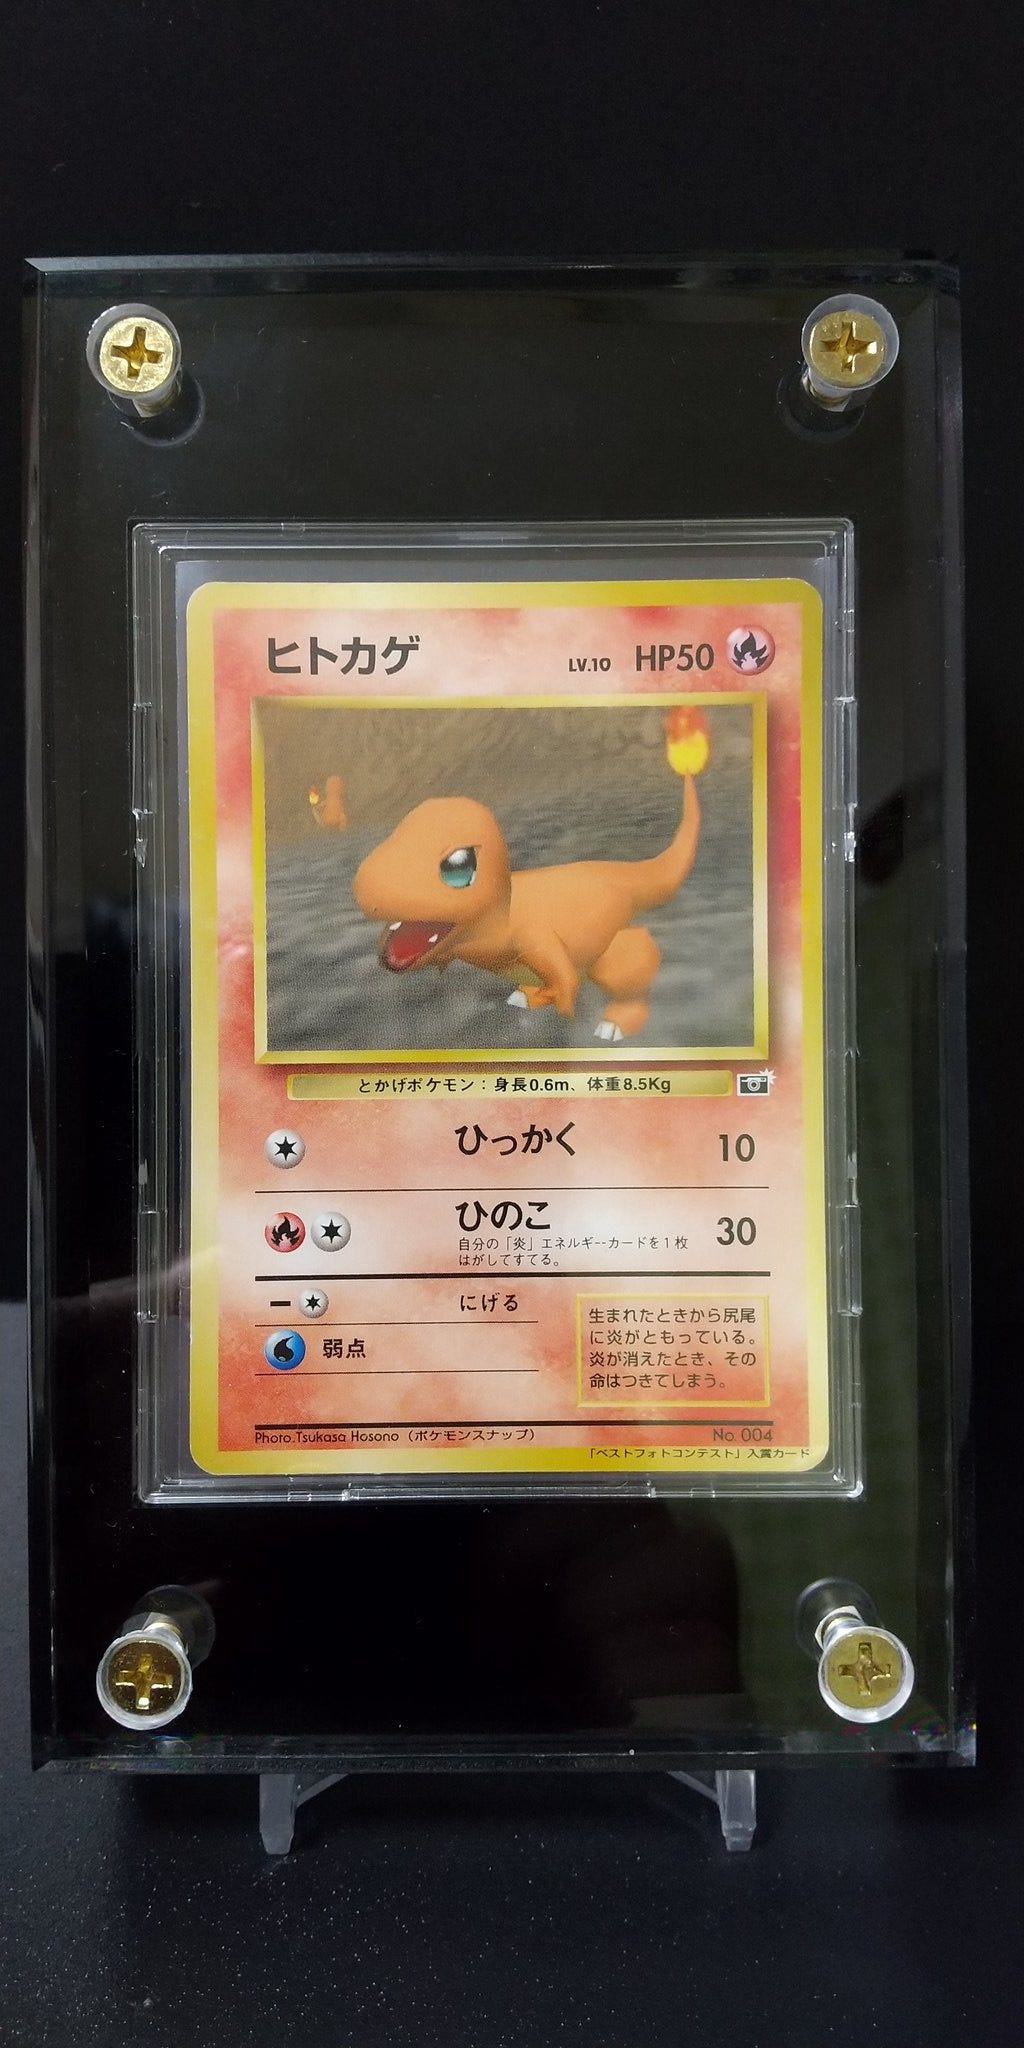 ヒトカゲ LV.10 HP50
とかげポケモン：身長0.6m、体重8.5Kg
ひっかく 10
ひのこ 30
自分の「炎」エネルギーカードを1枚
はがしてすてる。
にげる
弱点
生まれたときから尻尾
に炎がともっている。
炎が消えたとき、その
命はつきてしまう。
Photo.Tsukasa Hosono（ポケモンスナップ） No.004
「ベストフォトコンテスト」入賞カード